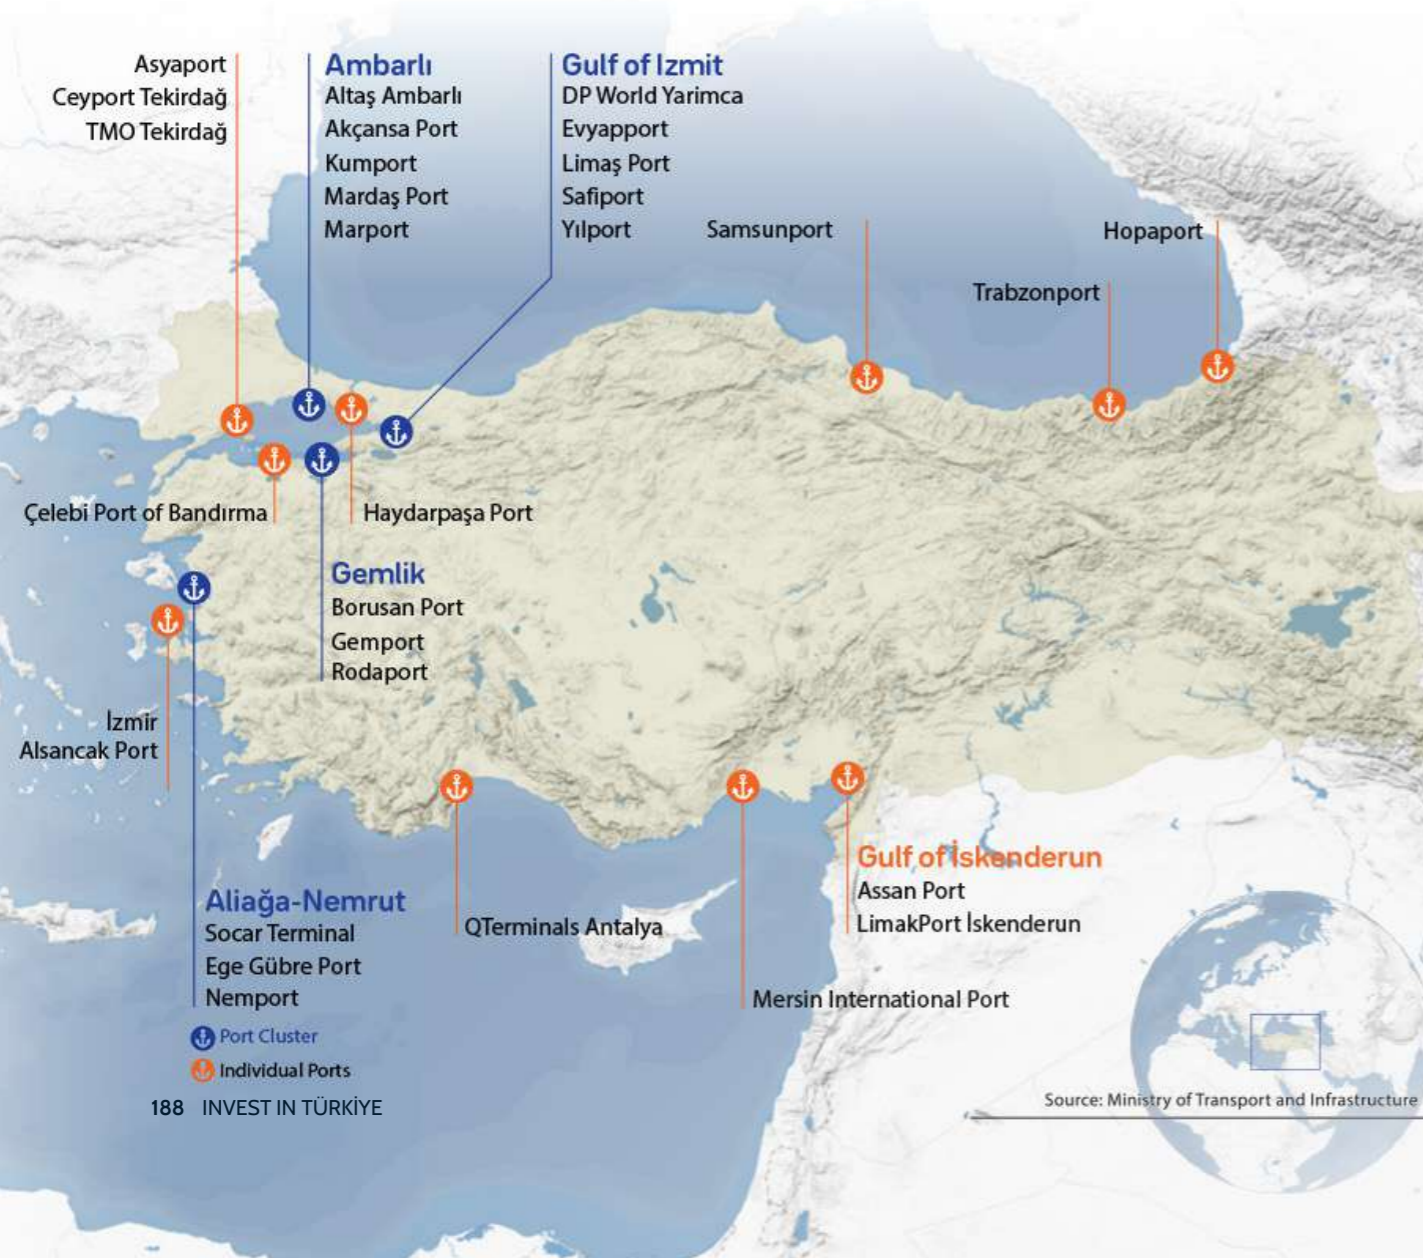 Asyaport
Ceyport Tekirdağ
TMO Tekirdağ
Ambarlı
Altaş Ambarlı
Akçansa Port
Kumport
Mardaş Port
Marport
Gulf of Izmit
DP World Yarimca
Evyapport
Limaş Port
Safiport
Yılport
Samsunport
Hopaport
Trabzonport
Çelebi Port of Bandırma
Haydarpaşa Port
Gemlik
Borusan Port
Gemport
Rodaport
İzmir
Alsancak Port
Aliağa-Nemrut
Socar Terminal
Ege Gübre Port
Nemport
QTerminals Antalya
Gulf of İskenderun
Assan Port
LimakPort İskenderun
Mersin International Port
Port Cluster
Individual Ports
188 INVEST IN TÜRKİYE
Source: Ministry of Transport and Infrastructure